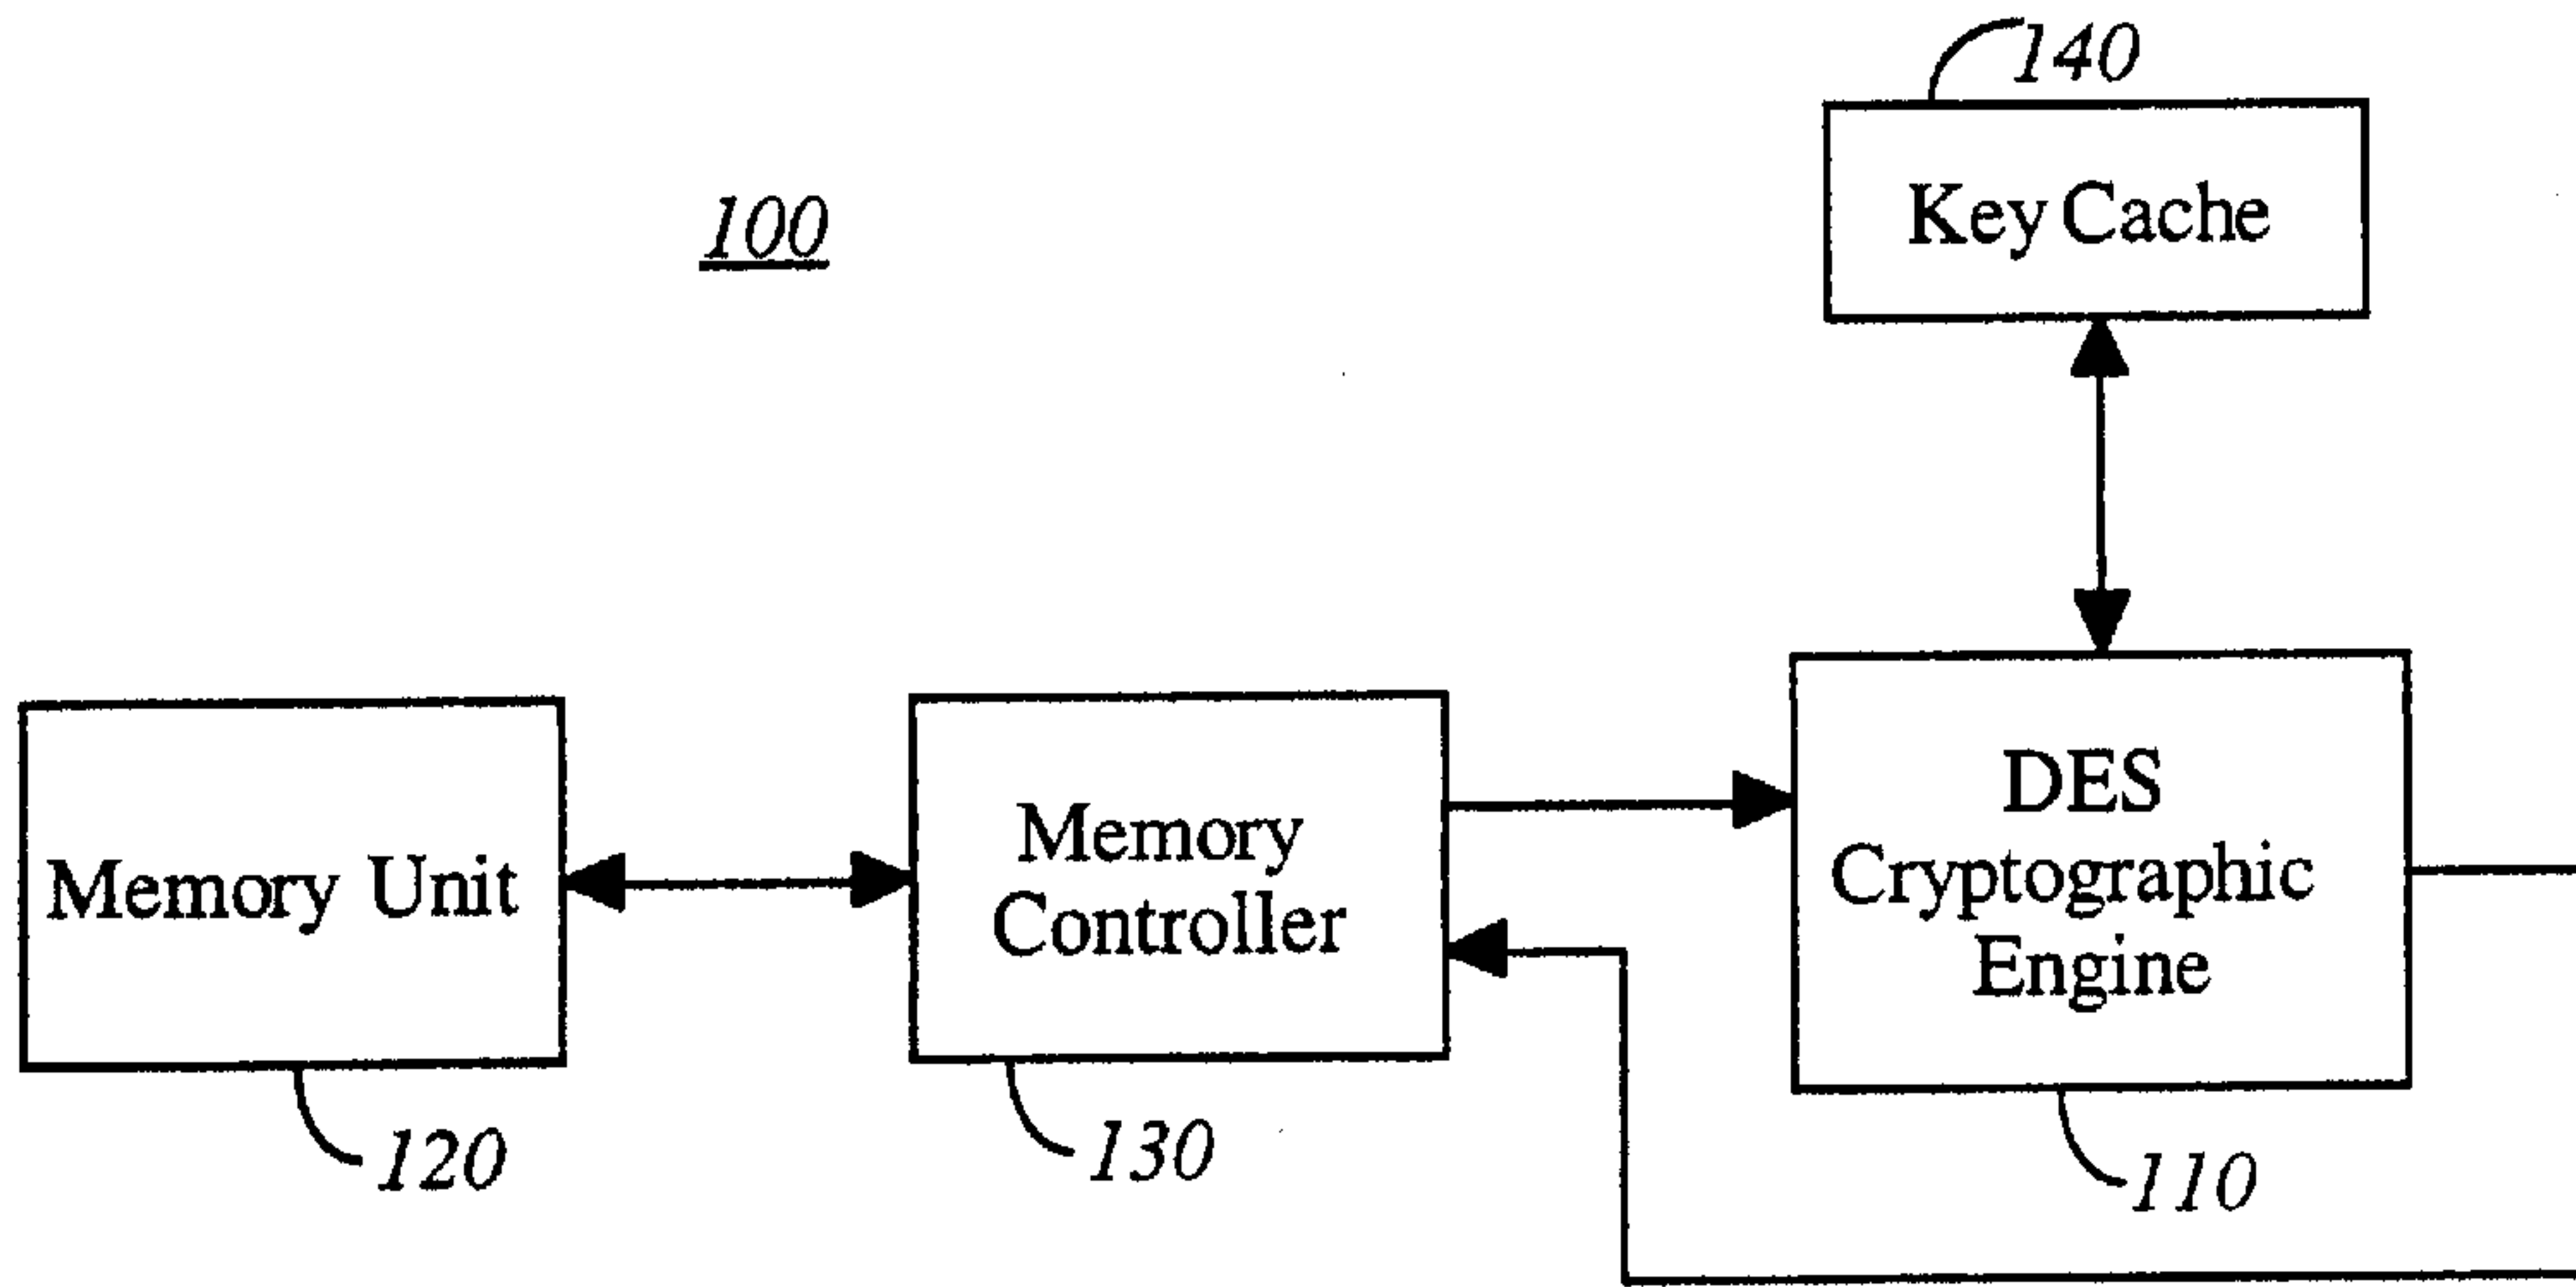 140
Key Cache
100
Memory Unit
Memory
Controller
DES
Cryptographic
Engine
120
130
110